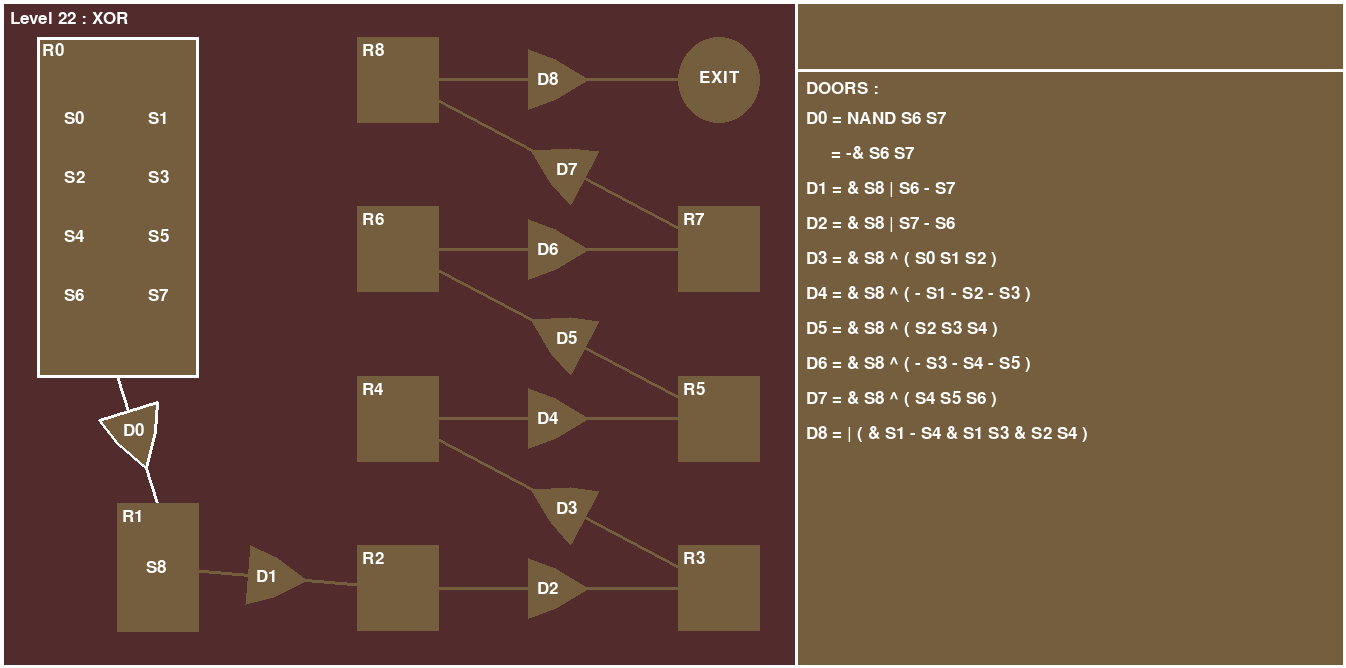 Level 22 : XOR
R0
S0 S1
S2 S3
S4 S5
S6 S7
D0
R1
S8
D1
R2
D2
R3
D3
R4
D4
R5
D5
R6
D6
R7
D7
R8
D8
EXIT
DOORS :
D0 = NAND S6 S7
= -& S6 S7
D1 = & S8 | S6 - S7
D2 = & S8 | S7 - S6
D3 = & S8 ^ ( S0 S1 S2 )
D4 = & S8 ^ ( - S1 - S2 - S3 )
D5 = & S8 ^ ( S2 S3 S4 )
D6 = & S8 ^ ( - S3 - S4 - S5 )
D7 = & S8 ^ ( S4 S5 S6 )
D8 = | ( & S1 - S4 & S1 S3 & S2 S4 )